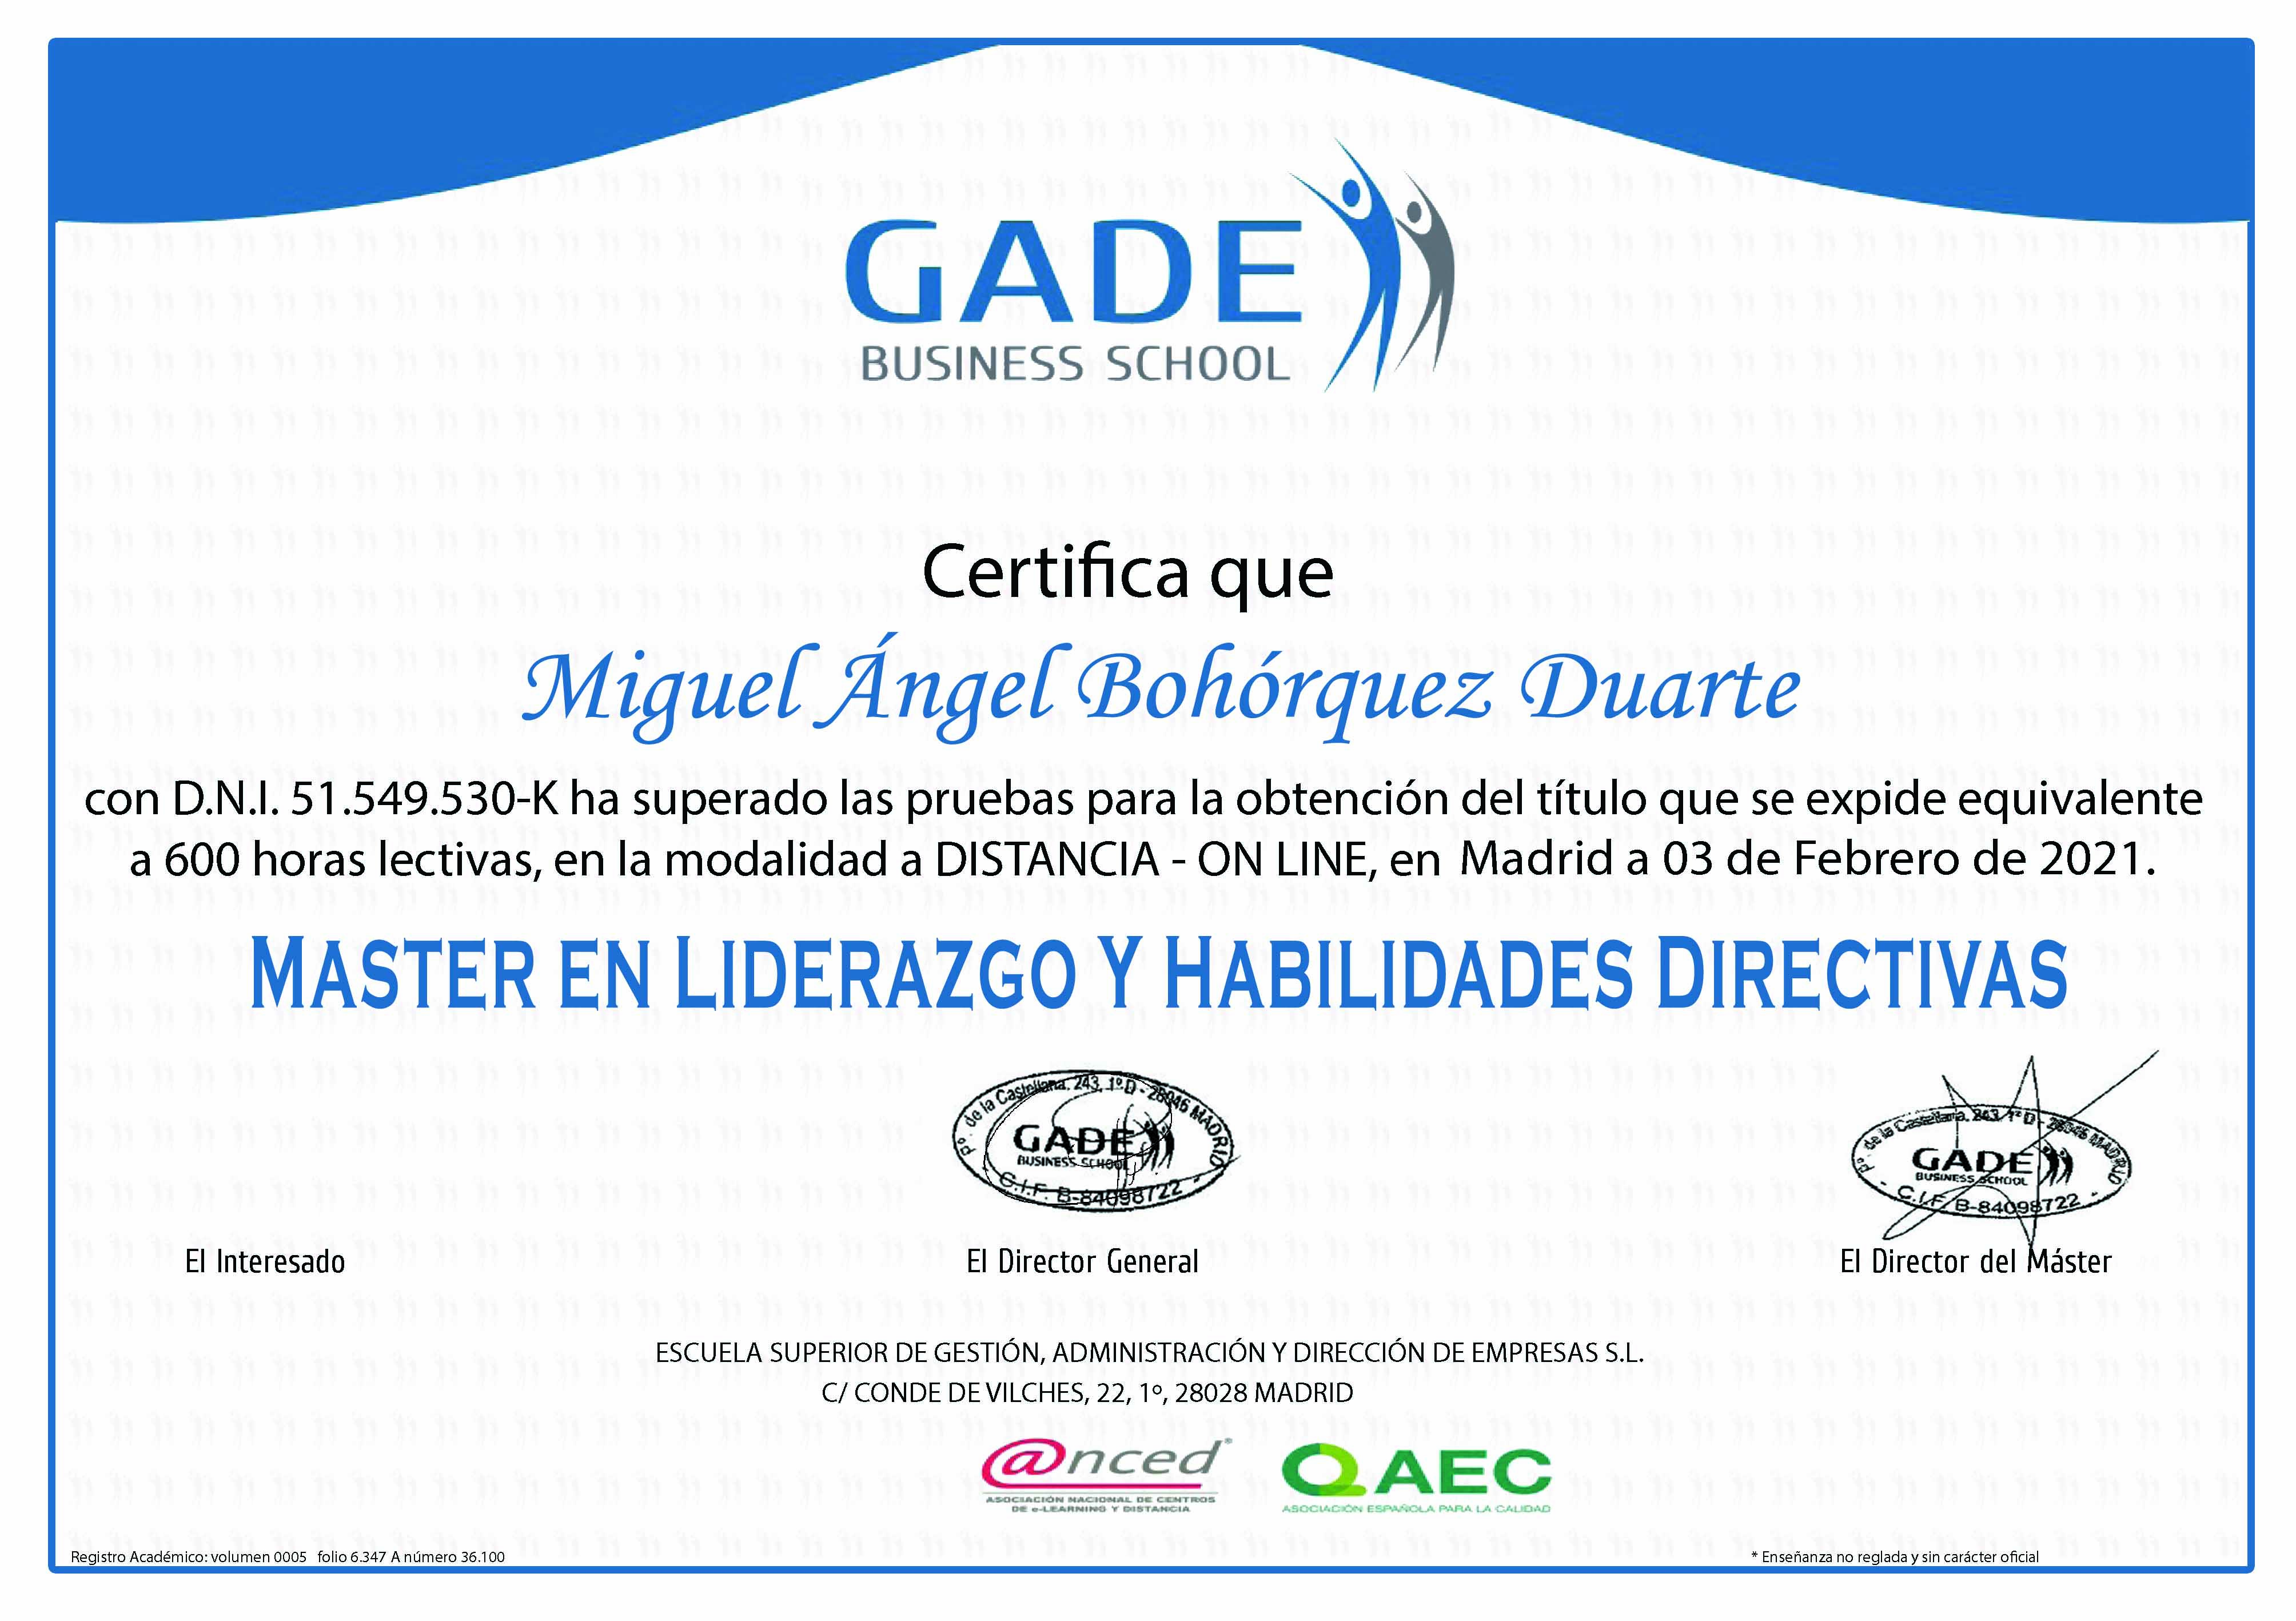 GADE
BUSINESS SCHOOL
Certifica que
Miguel Ángel Bohórquez Duarte
con D.N.I. 51.549.530-K ha superado las pruebas para la obtención del título que se expide equivalente
a 600 horas lectivas, en la modalidad a DISTANCIA - ON LINE, en Madrid a 03 de Febrero de 2021.
MASTER EN LIDERAZGO Y HABILIDADES DIRECTIVAS
Pº. de la Castellana, 243, 1º D - 28046 MADRID
GADE
BUSINESS SCHOOL
- C.I.F. B-84098722 -
Pº. de la Castellana, 243, 1º D - 28046 MADRID
GADE
BUSINESS SCHOOL
- C.I.F. B-84098722 -
El Interesado
El Director General
El Director del Máster
ESCUELA SUPERIOR DE GESTIÓN, ADMINISTRACIÓN Y DIRECCIÓN DE EMPRESAS S.L.
C/ CONDE DE VILCHES, 22, 1º, 28028 MADRID
@nced®
ASOCIACIÓN NACIONAL DE CENTROS
DE e-LEARNING Y DISTANCIA
QAEC
ASOCIACIÓN ESPAÑOLA PARA LA CALIDAD
Registro Académico: volumen 0005 folio 6.347 A número 36.100
* Enseñanza no reglada y sin carácter oficial